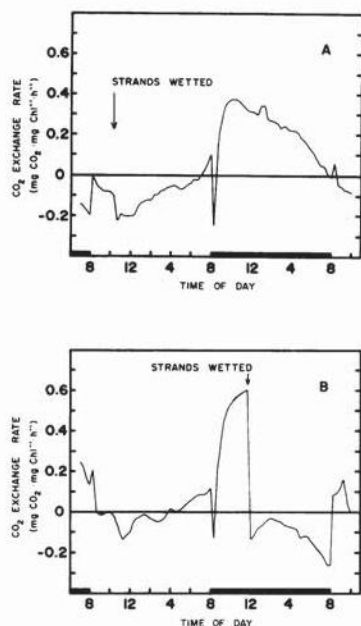 A
STRANDS WETTED
CO₂ EXCHANGE RATE
(mg CO₂ · mg Chl⁻¹ · h⁻¹)
0.4
0.2
0
-0.2
8 12 4 8 12 4 8
TIME OF DAY
B
STRANDS WETTED
CO₂ EXCHANGE RATE
(mg CO₂ · mg Chl⁻¹ · h⁻¹)
0.6
0.4
0.2
0
-0.2
8 12 4 8 12 4 8
TIME OF DAY